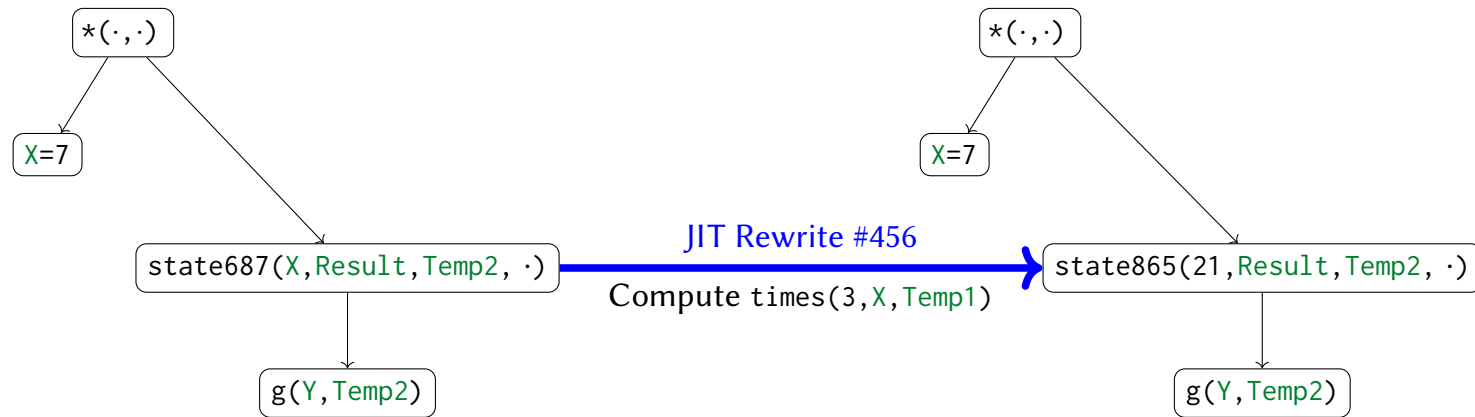 *(·,·)
*(·,·)
X=7
X=7
JIT Rewrite #456
state687(X,Result,Temp2, ·)
state865(21,Result,Temp2, ·)
Compute times(3,X,Temp1)
g(Y,Temp2)
g(Y,Temp2)